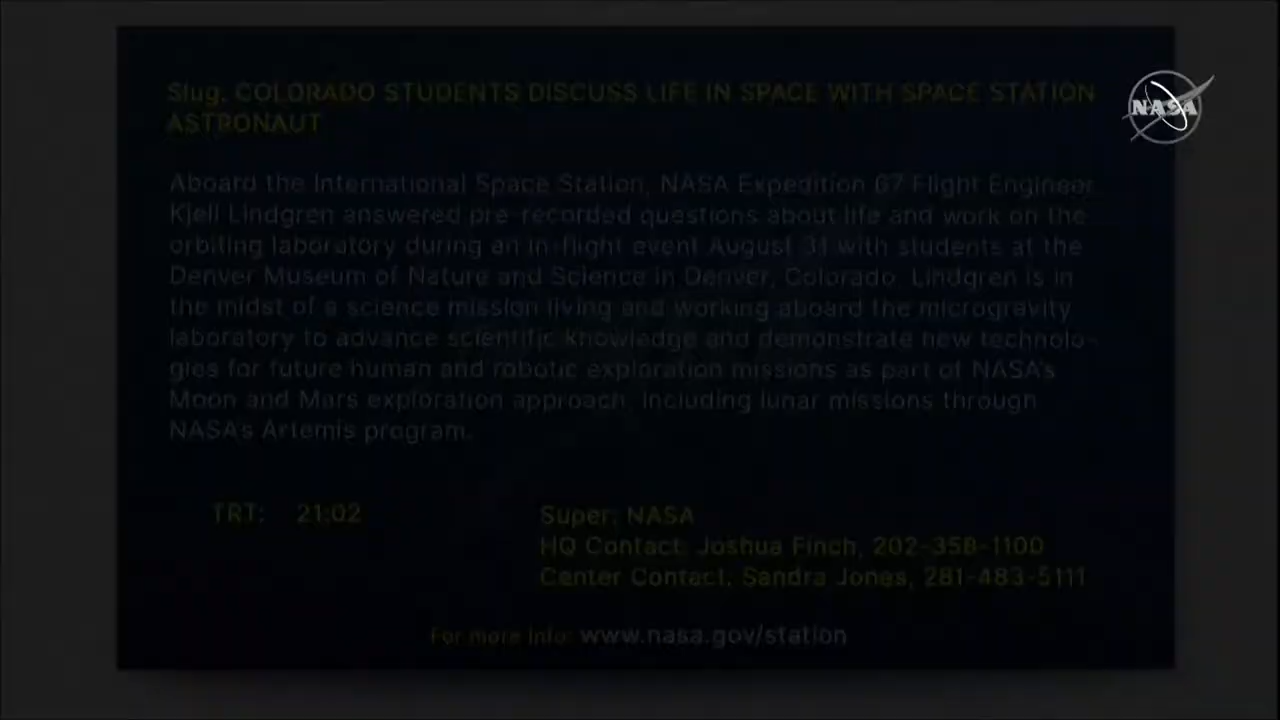 Slug: COLORADO STUDENTS DISCUSS LIFE IN SPACE WITH SPACE STATION
ASTRONAUT
NASA
Aboard the International Space Station, NASA Expedition 67 Flight Engineer
Kjell Lindgren answered pre-recorded questions about life and work on the
orbiting laboratory during an in-flight event August 31 with students at the
Denver Museum of Nature and Science in Denver, Colorado. Lindgren is in
the midst of a science mission living and working aboard the microgravity
laboratory to advance scientific knowledge and demonstrate new technolo-
gies for future human and robotic exploration missions as part of NASA's
Moon and Mars exploration approach, including lunar missions through
NASA's Artemis program.
TRT: 21:02
Super: NASA
HQ Contact: Joshua Finch, 202-358-1100
Center Contact: Sandra Jones, 281-483-5111
For more info: www.nasa.gov/station